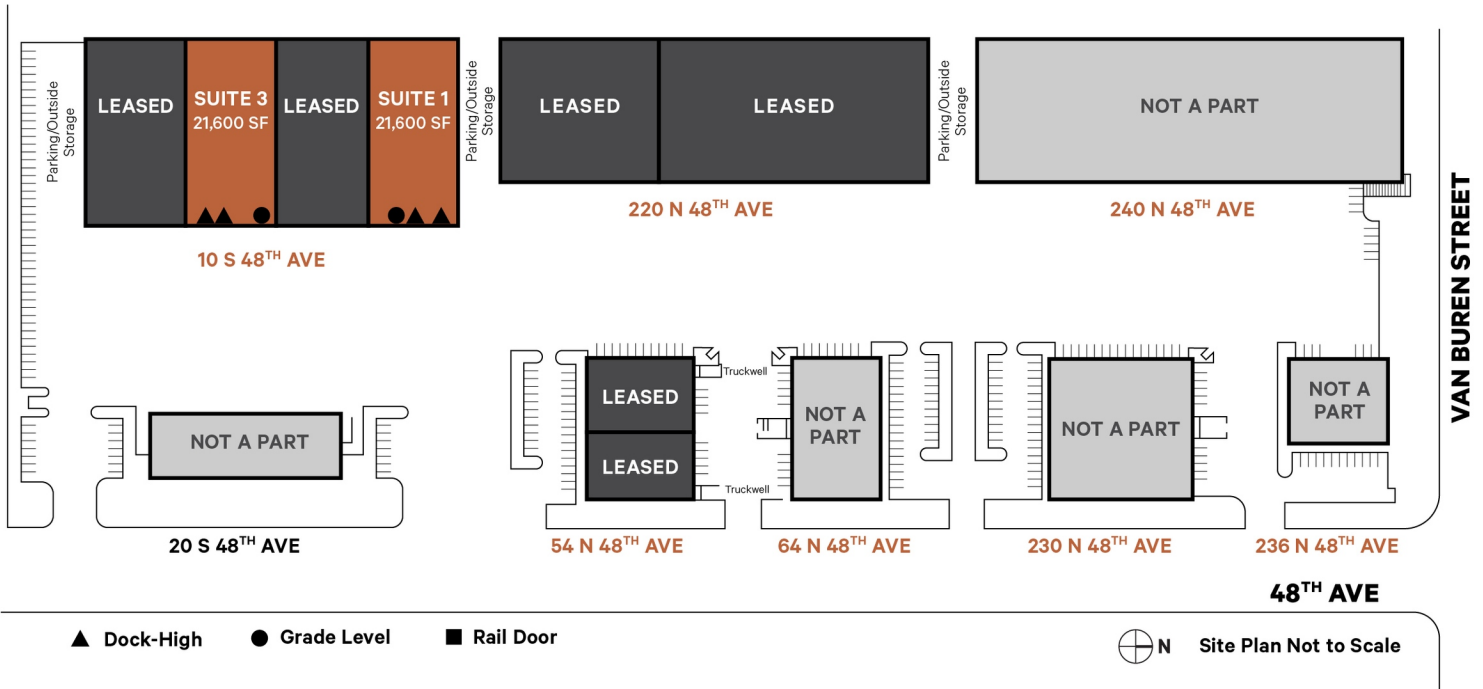 Parking/Outside
Storage
LEASED
SUITE 3
21,600 SF
LEASED
SUITE 1
21,600 SF
Parking/Outside
Storage
LEASED
LEASED
Parking/Outside
Storage
NOT A PART
10 S 48TH AVE
220 N 48TH AVE
240 N 48TH AVE
VAN BUREN STREET
NOT A PART
LEASED
LEASED
Truckwell
Truckwell
NOT A
PART
NOT A PART
NOT A
PART
20 S 48TH AVE
54 N 48TH AVE
64 N 48TH AVE
230 N 48TH AVE
236 N 48TH AVE
48TH AVE
Dock-High
Grade Level
Rail Door
N
Site Plan Not to Scale